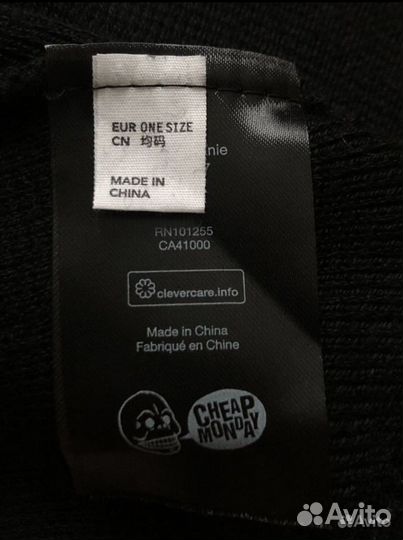 EUR ONE SIZE
CN 均码
MADE IN
CHINA
RN101255
CA41000
clevercare.info
Made in China
Fabriqué en Chine
CHEAP
MONDAY
Avito